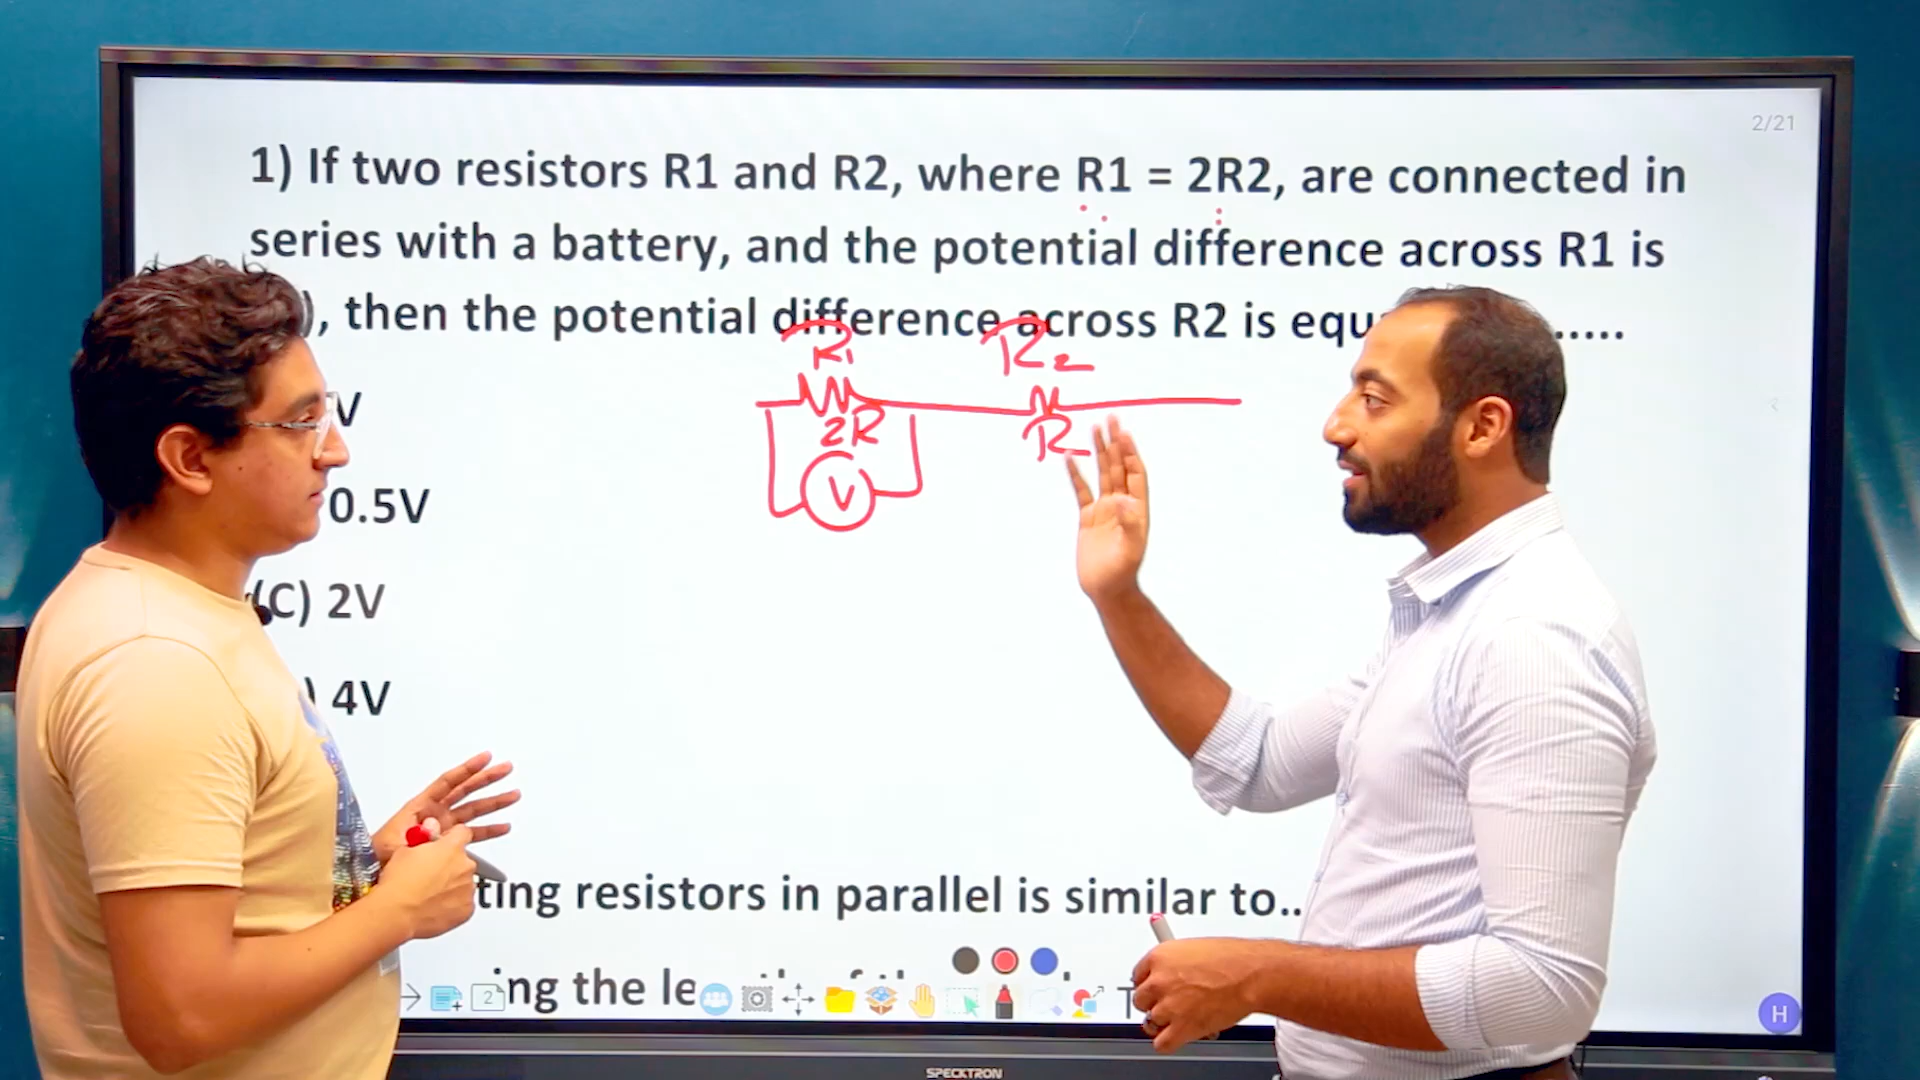 2/21
1) If two resistors R1 and R2, where R1 = 2R2, are connected in
series with a battery, and the potential difference across R1 is
), then the potential difference across R2 is equ.....
R1 R2
V
2R R
V
0.5V
(C) 2V
) 4V
ting resistors in parallel is similar to..
ing the le
2
T
H
SPECKTRON